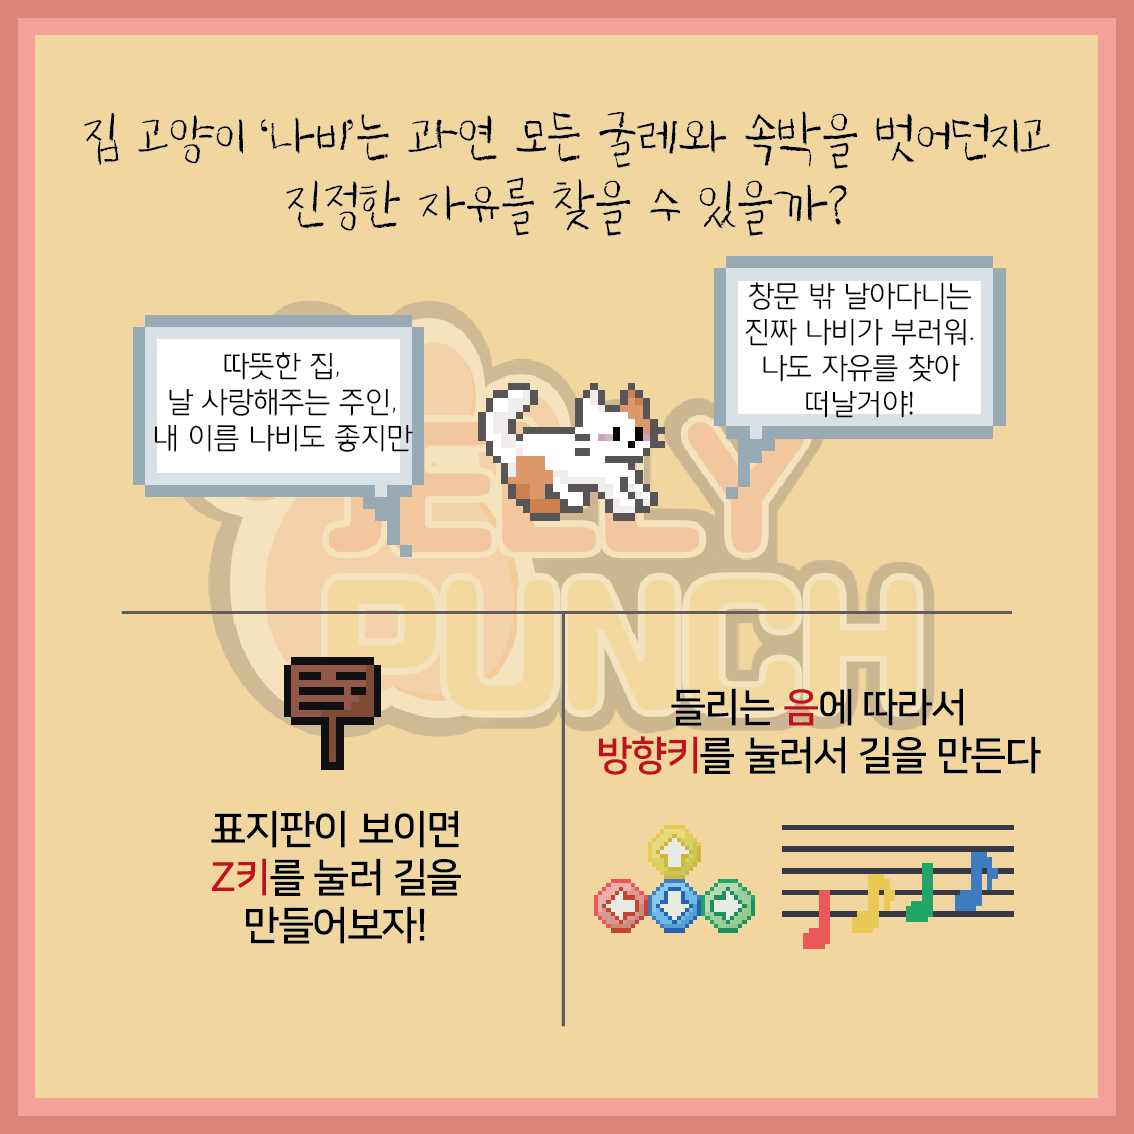 집 고양이 ‘나비’는 과연 모든 굴레와 속박을 벗어던지고
진정한 자유를 찾을 수 있을까?
따뜻한 집,
날 사랑해주는 주인,
내 이름 나비도 좋지만
창문 밖 날아다니는
진짜 나비가 부러워.
나도 자유를 찾아
떠날거야!
JELLY
PUNCH
표지판이 보이면
Z키를 눌러 길을
만들어보자!
들리는 음에 따라서
방향키를 눌러서 길을 만든다